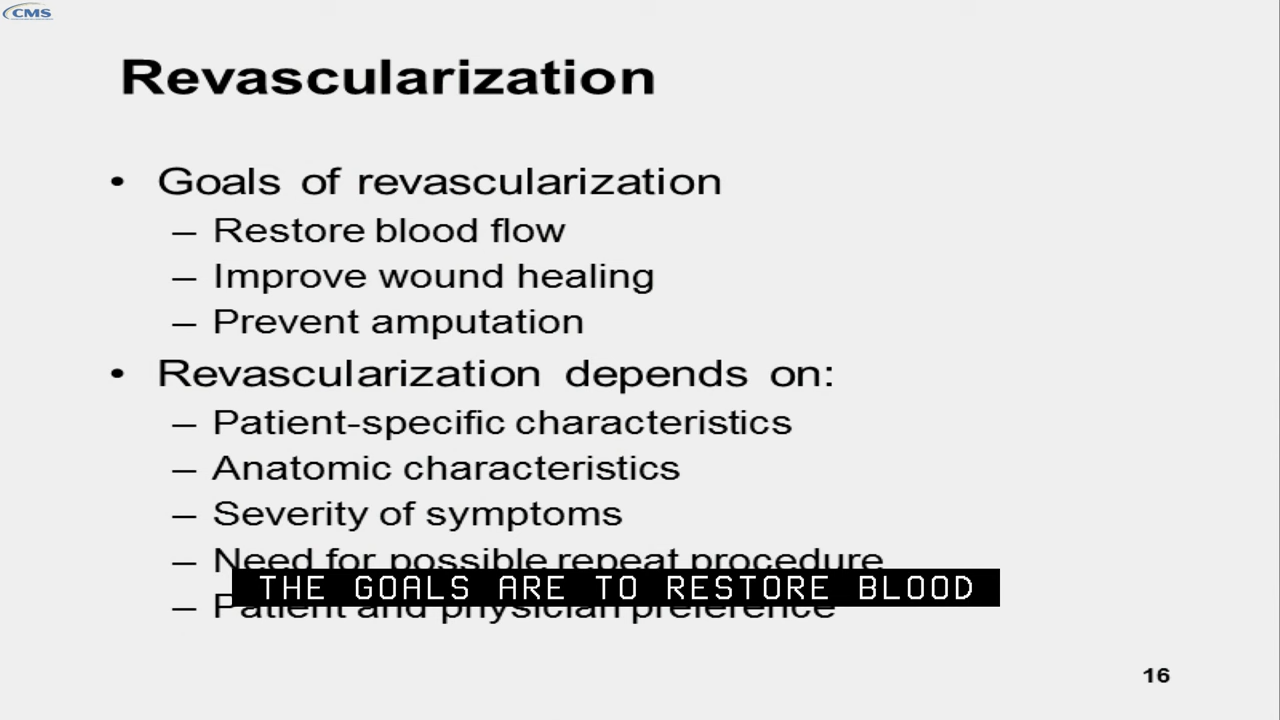 CMS
Revascularization
• Goals of revascularization
– Restore blood flow
– Improve wound healing
– Prevent amputation
• Revascularization depends on:
– Patient-specific characteristics
– Anatomic characteristics
– Severity of symptoms
– Need for possible repeat procedure
THE GOALS ARE TO RESTORE BLOOD
– Patient and physician preference
16